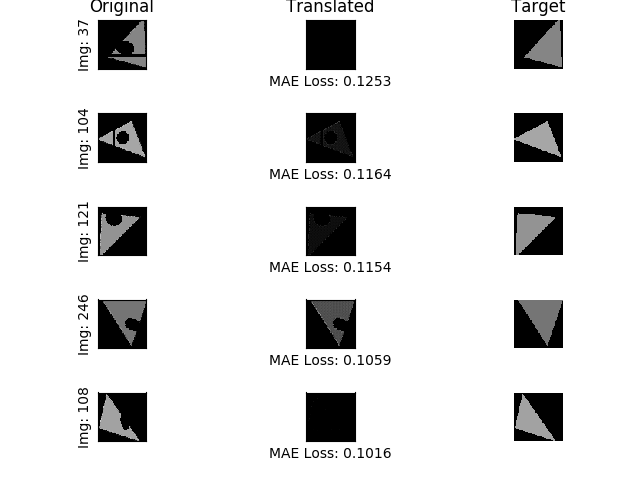 Original Translated Target
Img: 37
MAE Loss: 0.1253
Img: 104
MAE Loss: 0.1164
Img: 121
MAE Loss: 0.1154
Img: 246
MAE Loss: 0.1059
Img: 108
MAE Loss: 0.1016